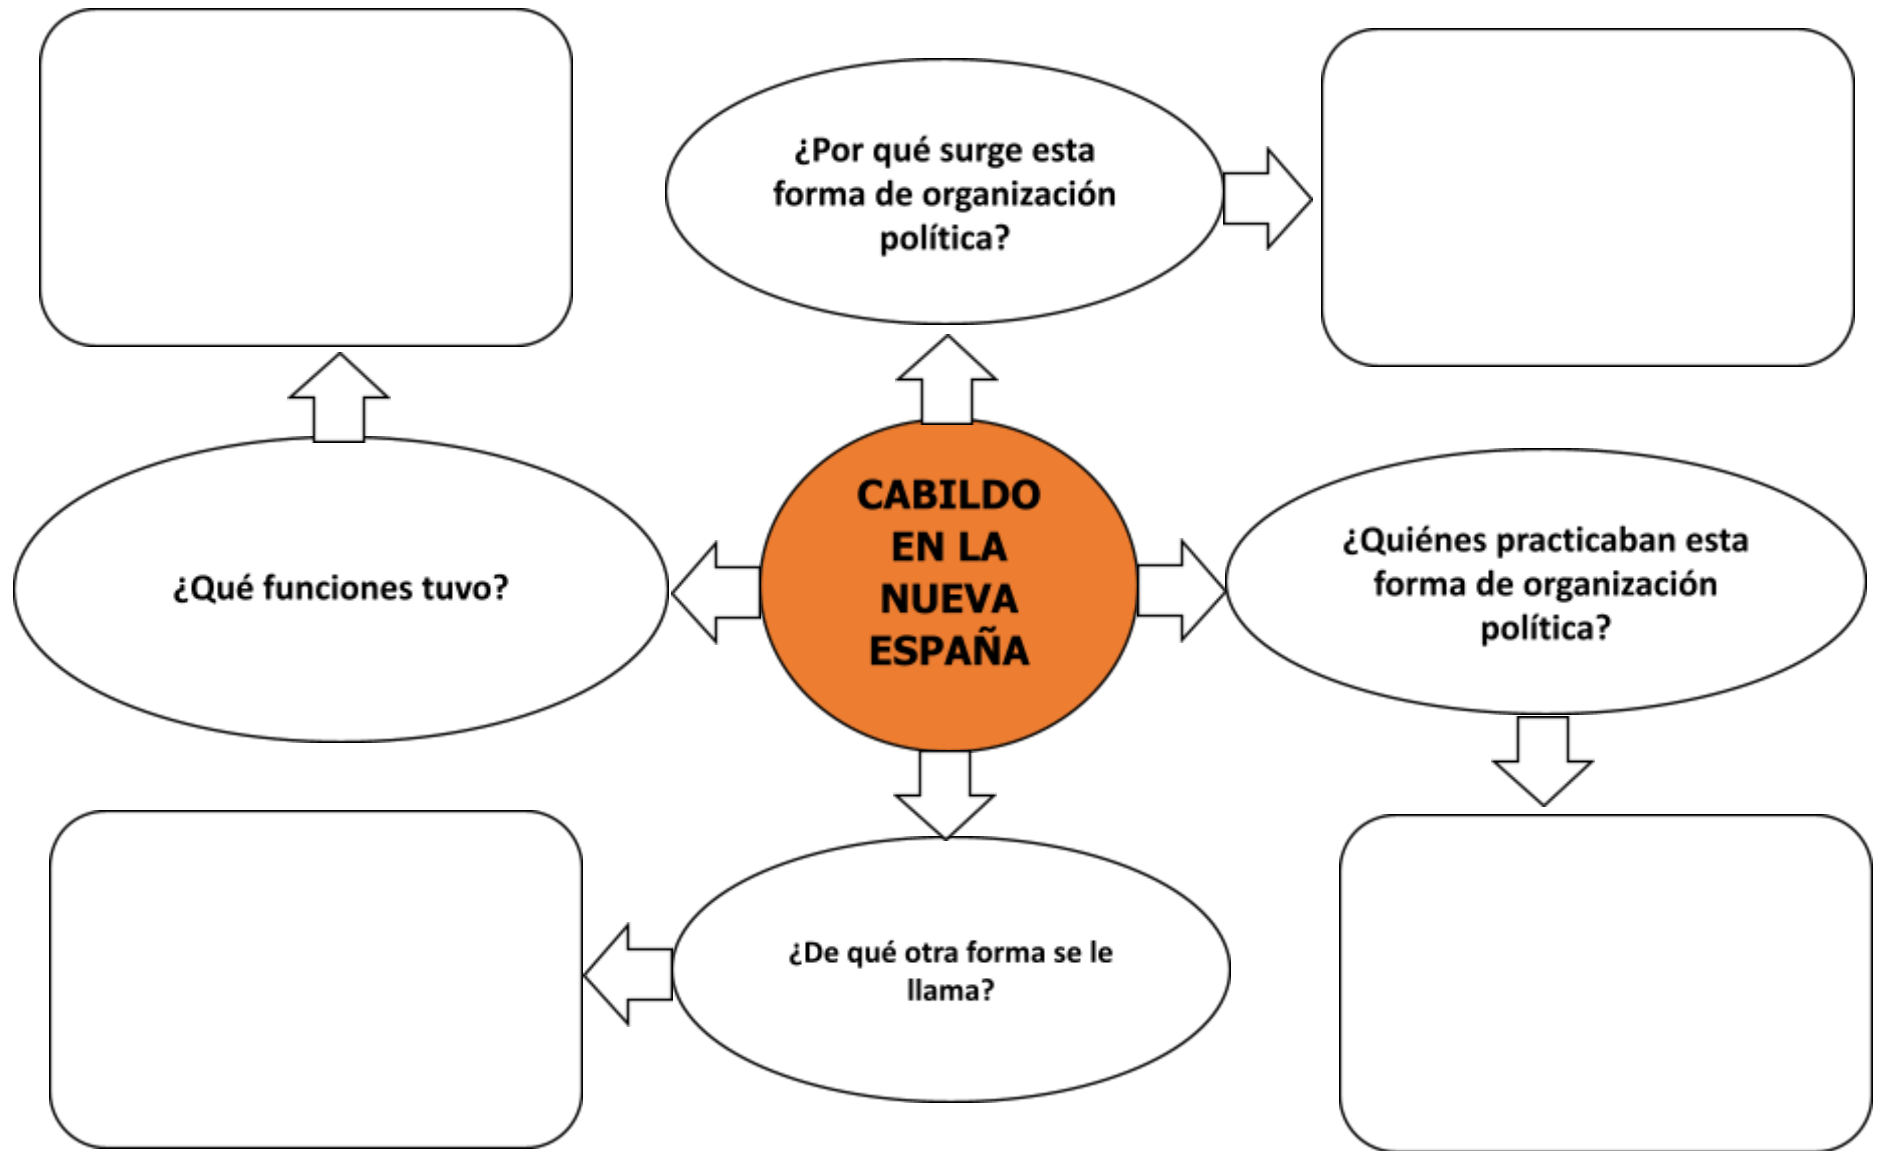 ¿Por qué surge esta
forma de organización
política?
CABILDO
EN LA
NUEVA
ESPAÑA
¿Qué funciones tuvo?
¿Quiénes practicaban esta
forma de organización
política?
¿De qué otra forma se le
llama?